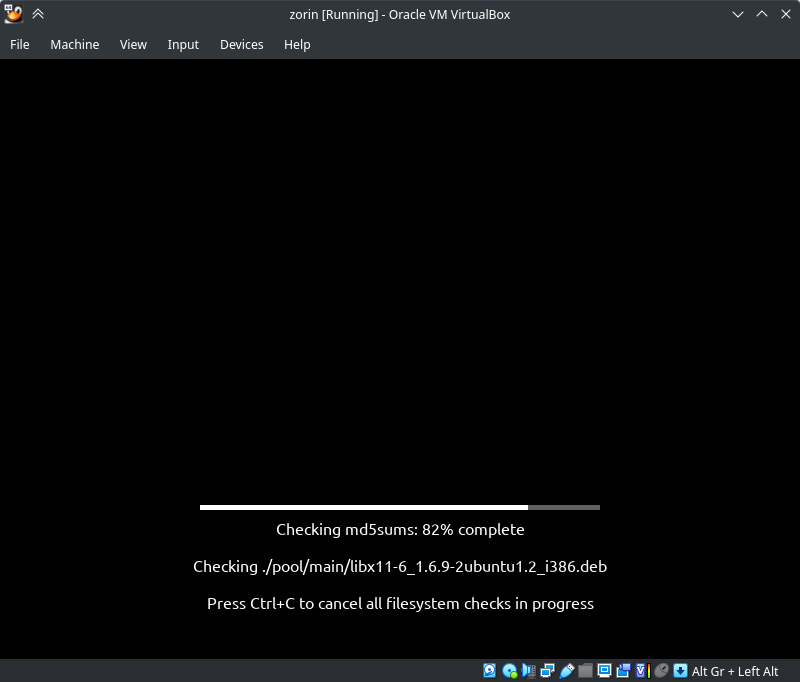 zorin [Running] - Oracle VM VirtualBox
File Machine View Input Devices Help
Checking md5sums: 82% complete
Checking ./pool/main/libx11-6_1.6.9-2ubuntu1.2_i386.deb
Press Ctrl+C to cancel all filesystem checks in progress
Alt Gr + Left Alt